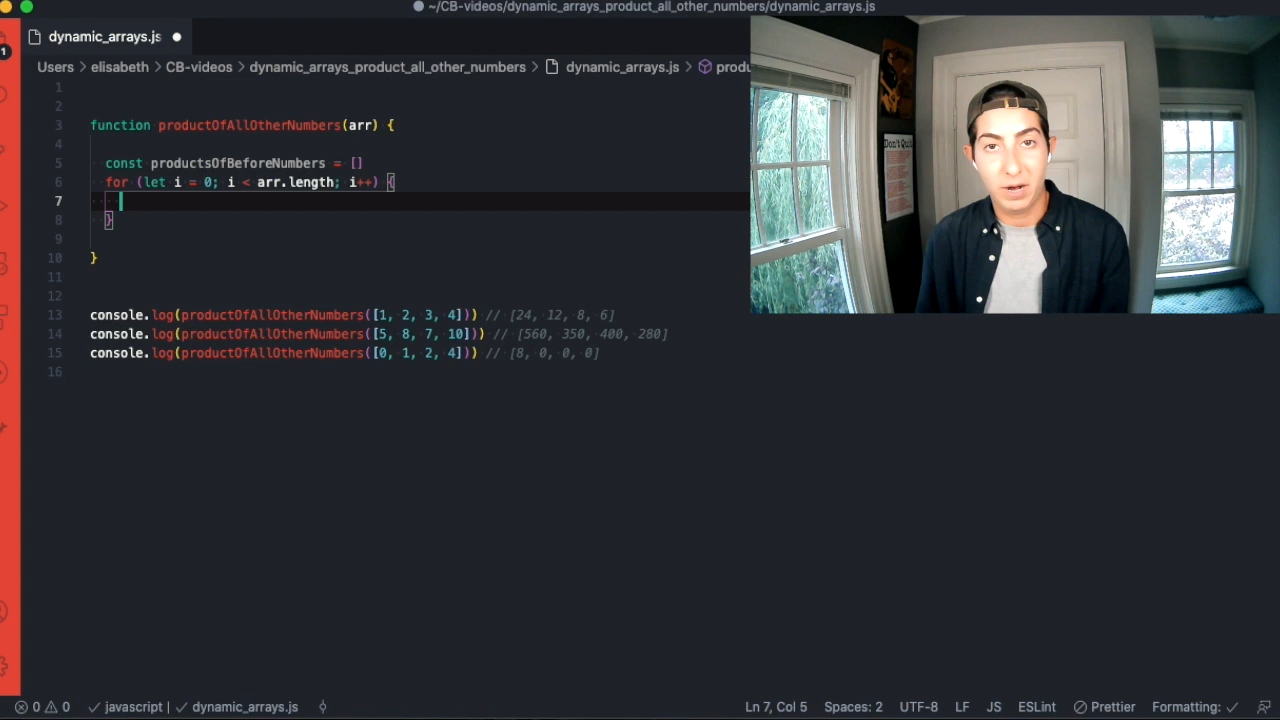 ~/CB-videos/dynamic_arrays_product_all_other_numbers/dynamic_arrays.js
dynamic_arrays.js
1
Users > elisabeth > CB-videos > dynamic_arrays_product_all_other_numbers > dynamic_arrays.js > produ
1
2
3 function productOfAllOtherNumbers(arr) {
4
5 const productsOfBeforeNumbers = []
6 for (let i = 0; i < arr.length; i++) {
7
8 }
9
10 }
11
12
13 console.log(productOfAllOtherNumbers([1, 2, 3, 4])) // [24, 12, 8, 6]
14 console.log(productOfAllOtherNumbers([5, 8, 7, 10])) // [560, 350, 400, 280]
15 console.log(productOfAllOtherNumbers([0, 1, 2, 4])) // [8, 0, 0, 0]
16
Don't Quit
0 0 javascript | dynamic_arrays.js Ln 7, Col 5 Spaces: 2 UTF-8 LF JS ESLint Prettier Formatting: